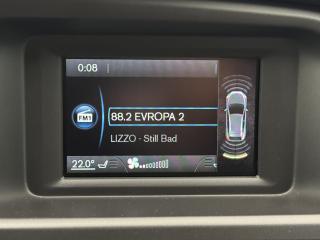 0:08
FM1
88.2 EVROPA 2
LIZZO - Still Bad
22.0°